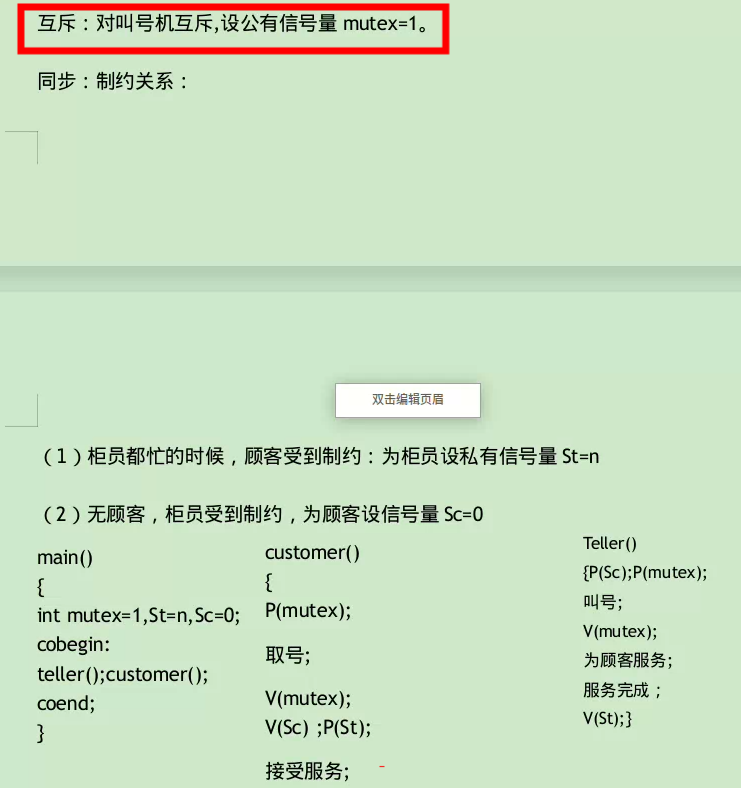 互斥：对叫号机互斥,设公有信号量 mutex=1。
同步：制约关系：
双击编辑页眉
（1）柜员都忙的时候，顾客受到制约：为柜员设私有信号量 St=n
（2）无顾客，柜员受到制约，为顾客设信号量 Sc=0
main()
{
int mutex=1,St=n,Sc=0;
cobegin:
teller();customer();
coend;
}
customer()
{
P(mutex);
取号;
V(mutex);
V(Sc) ;P(St);
接受服务;
Teller()
{P(Sc);P(mutex);
叫号;
V(mutex);
为顾客服务;
服务完成；
V(St);}